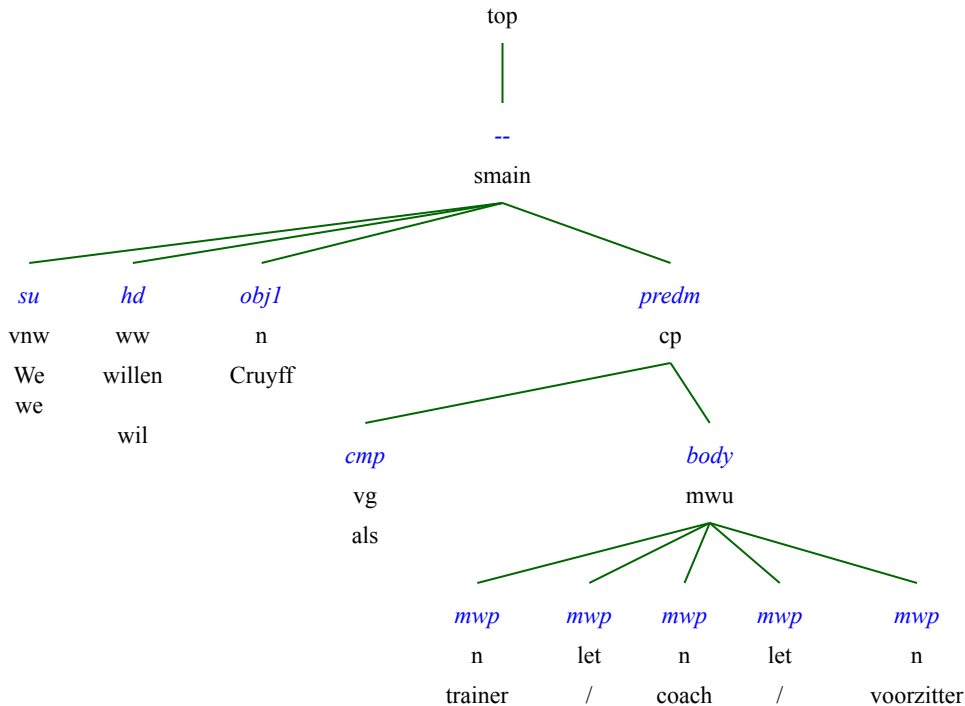 top
--
smain
su hd obj1 predm
vnw ww n cp
We willen Cruyff
we
wil
cmp body
vg mwu
als
mwp mwp mwp mwp mwp
n let n let n
trainer / coach / voorzitter